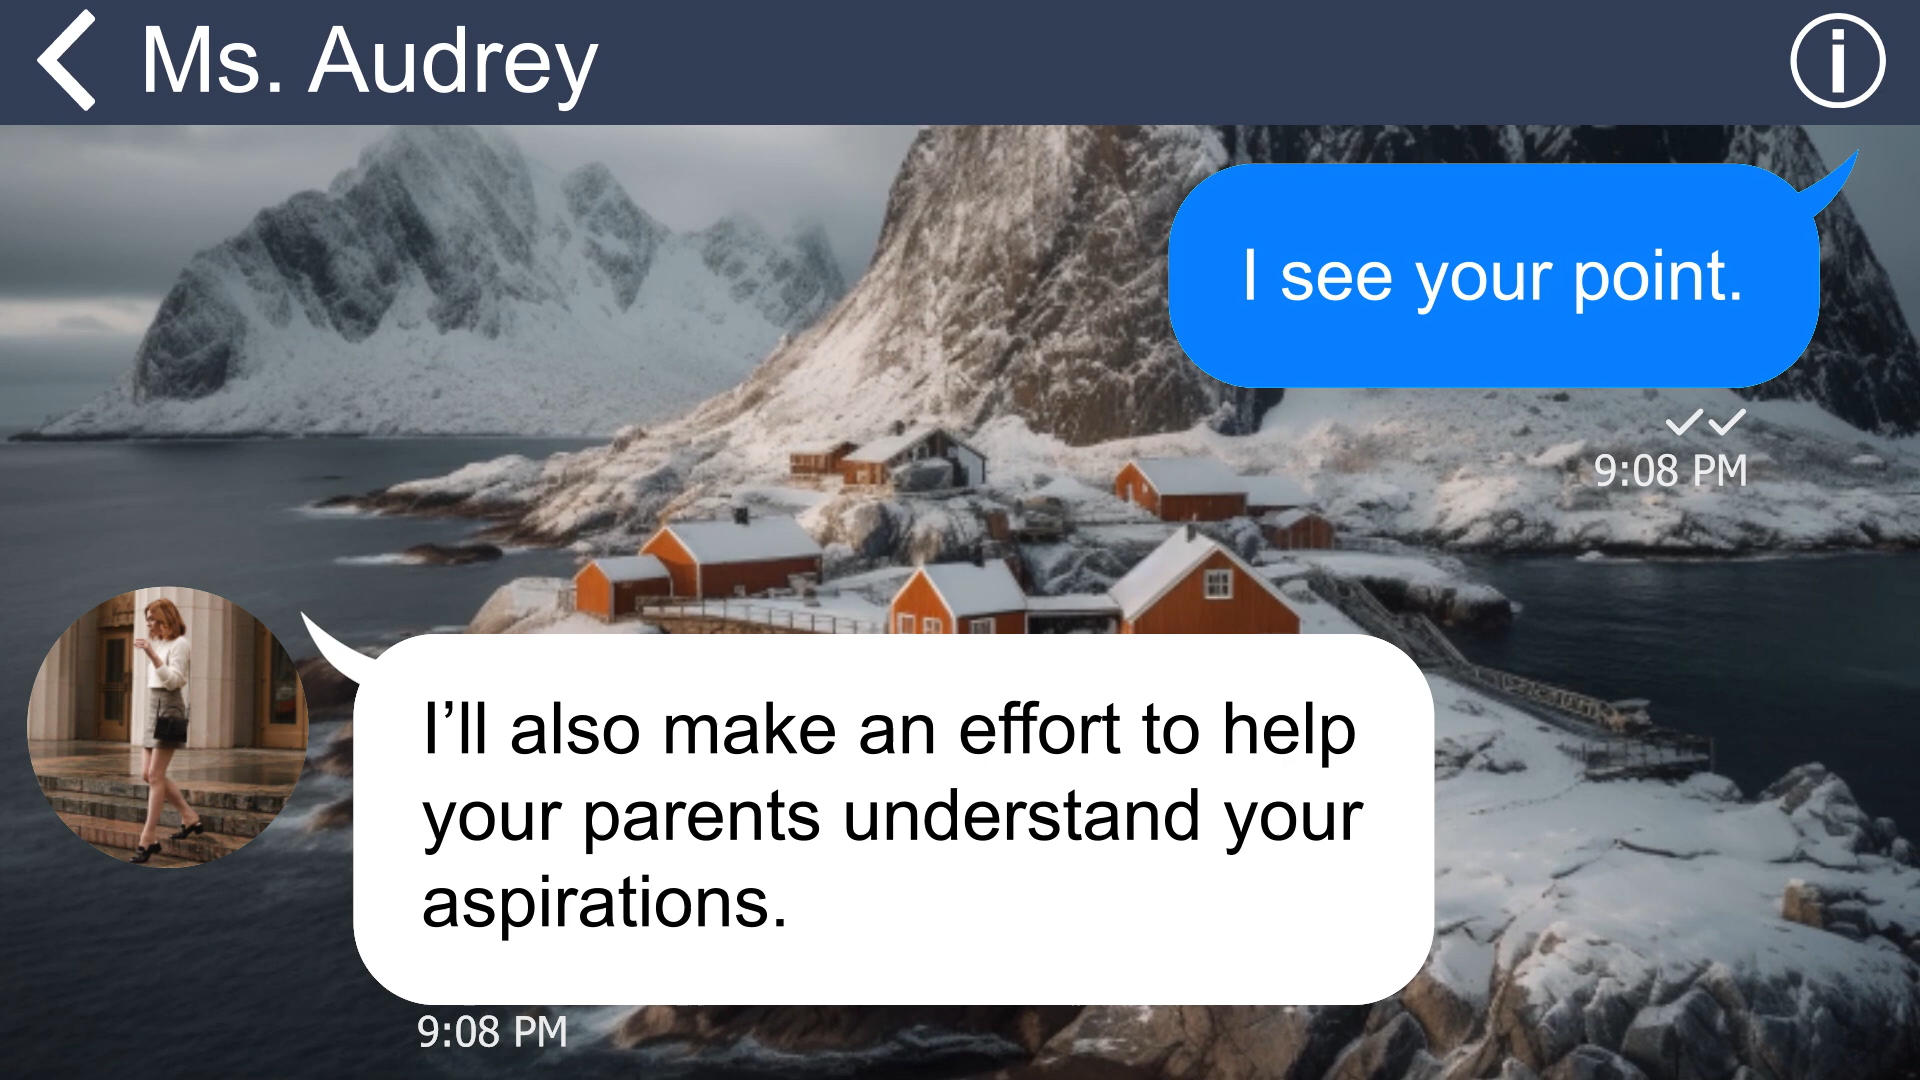 Ms. Audrey
I see your point.
9:08 PM
I’ll also make an effort to help
your parents understand your
aspirations.
9:08 PM